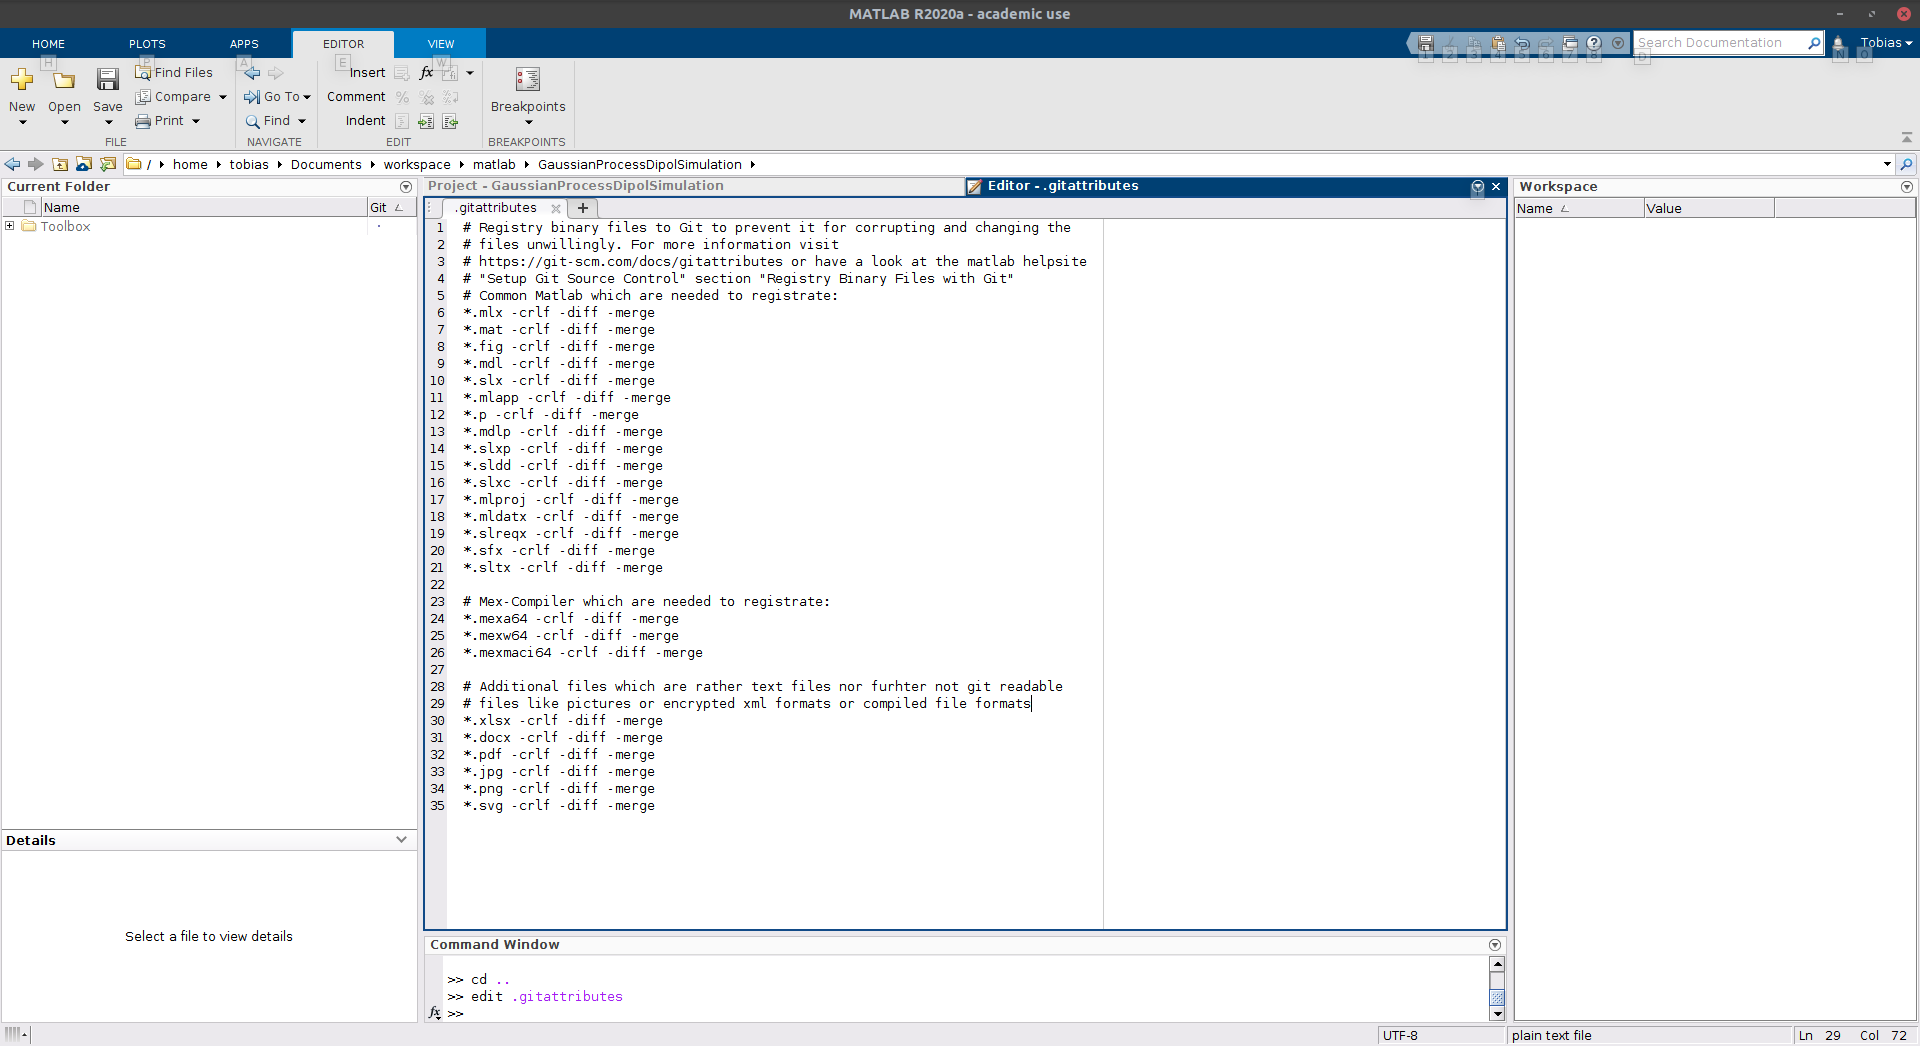 MATLAB R2020a - academic use
HOME PLOTS APPS EDITOR VIEW
Search Documentation
Tobias
H P A E W 1 2 3 4 5 6 7 8 D N O
New Open Save
Find Files
Compare
Print
FILE
Go To
Find
NAVIGATE
Insert
Comment
Indent
EDIT
Breakpoints
BREAKPOINTS
/ home tobias Documents workspace matlab GaussianProcessDipolSimulation
Current Folder
Name Git
Toolbox
Details
Select a file to view details
Project - GaussianProcessDipolSimulation
Editor - .gitattributes
.gitattributes
1 # Registry binary files to Git to prevent it for corrupting and changing the
2 # files unwillingly. For more information visit
3 # https://git-scm.com/docs/gitattributes or have a look at the matlab helpsite
4 # "Setup Git Source Control" section "Registry Binary Files with Git"
5 # Common Matlab which are needed to registrate:
6 *.mlx -crlf -diff -merge
7 *.mat -crlf -diff -merge
8 *.fig -crlf -diff -merge
9 *.mdl -crlf -diff -merge
10 *.slx -crlf -diff -merge
11 *.mlapp -crlf -diff -merge
12 *.p -crlf -diff -merge
13 *.mdlp -crlf -diff -merge
14 *.slxp -crlf -diff -merge
15 *.sldd -crlf -diff -merge
16 *.slxc -crlf -diff -merge
17 *.mlproj -crlf -diff -merge
18 *.mldatx -crlf -diff -merge
19 *.slreqx -crlf -diff -merge
20 *.sfx -crlf -diff -merge
21 *.sltx -crlf -diff -merge
22
23 # Mex-Compiler which are needed to registrate:
24 *.mexa64 -crlf -diff -merge
25 *.mexw64 -crlf -diff -merge
26 *.mexmaci64 -crlf -diff -merge
27
28 # Additional files which are rather text files nor furhter not git readable
29 # files like pictures or encrypted xml formats or compiled file formats
30 *.xlsx -crlf -diff -merge
31 *.docx -crlf -diff -merge
32 *.pdf -crlf -diff -merge
33 *.jpg -crlf -diff -merge
34 *.png -crlf -diff -merge
35 *.svg -crlf -diff -merge
Command Window
>> cd ..
>> edit .gitattributes
fx >>
Workspace
Name Value
UTF-8 plain text file Ln 29 Col 72